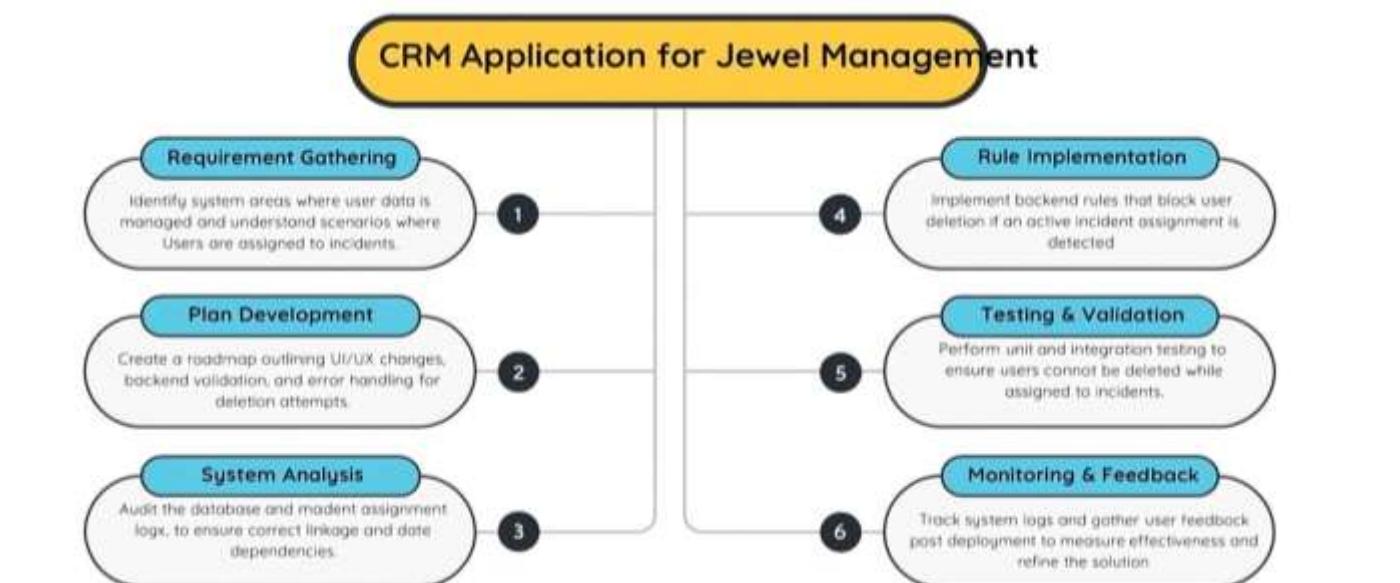 CRM Application for Jewel Management
Requirement Gathering
Identify system areas where user data is
managed and understand scenarios where
Users are assigned to incidents.
1
Plan Development
Create a roadmap outlining UI/UX changes,
backend validation, and error handling for
deletion attempts.
2
System Analysis
Audit the database and madent assignment
logx, to ensure correct linkage and date
dependencies.
3
Rule Implementation
Implement backend rules that block user
deletion if an active incident assignment is
detected
4
Testing & Validation
Perform unit and integration testing to
ensure users cannot be deleted while
assigned to incidents.
5
Monitoring & Feedback
Track system logs and gather user feedback
post deployment to measure effectiveness and
refine the solution
6